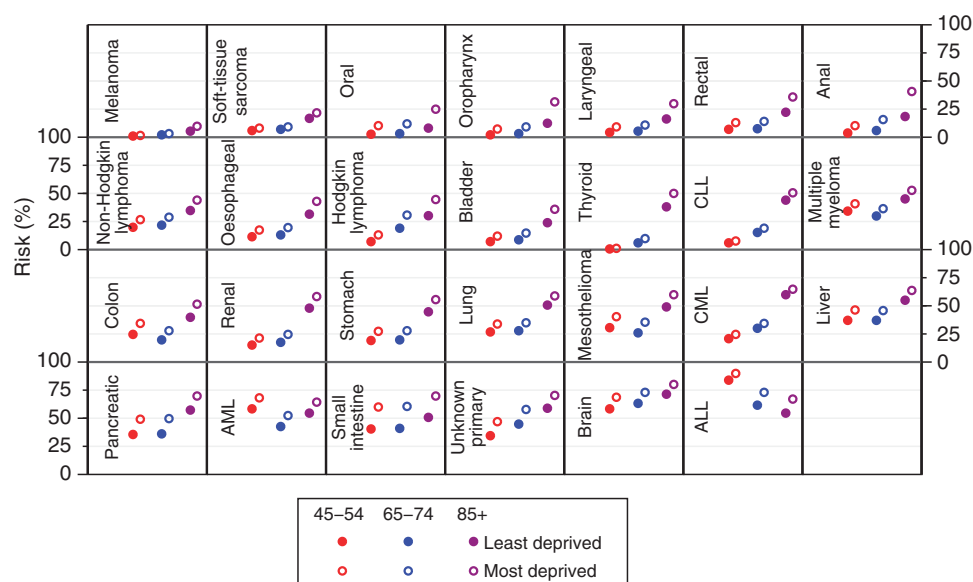 Melanoma
Soft-tissue
sarcoma
Oral
Oropharynx
Laryngeal
Rectal
Anal
100
75
50
25
0
Risk (%)
100
75
50
25
0
Non-Hodgkin
lymphoma
Oesophageal
Hodgkin
lymphoma
Bladder
Thyroid
CLL
Multiple
myeloma
Colon
Renal
Stomach
Lung
Mesothelioma
CML
Liver
100
75
50
25
0
100
75
50
25
0
Pancreatic
AML
Small
intestine
Unknown
primary
Brain
ALL
45–54 65–74 85+
Least deprived
Most deprived